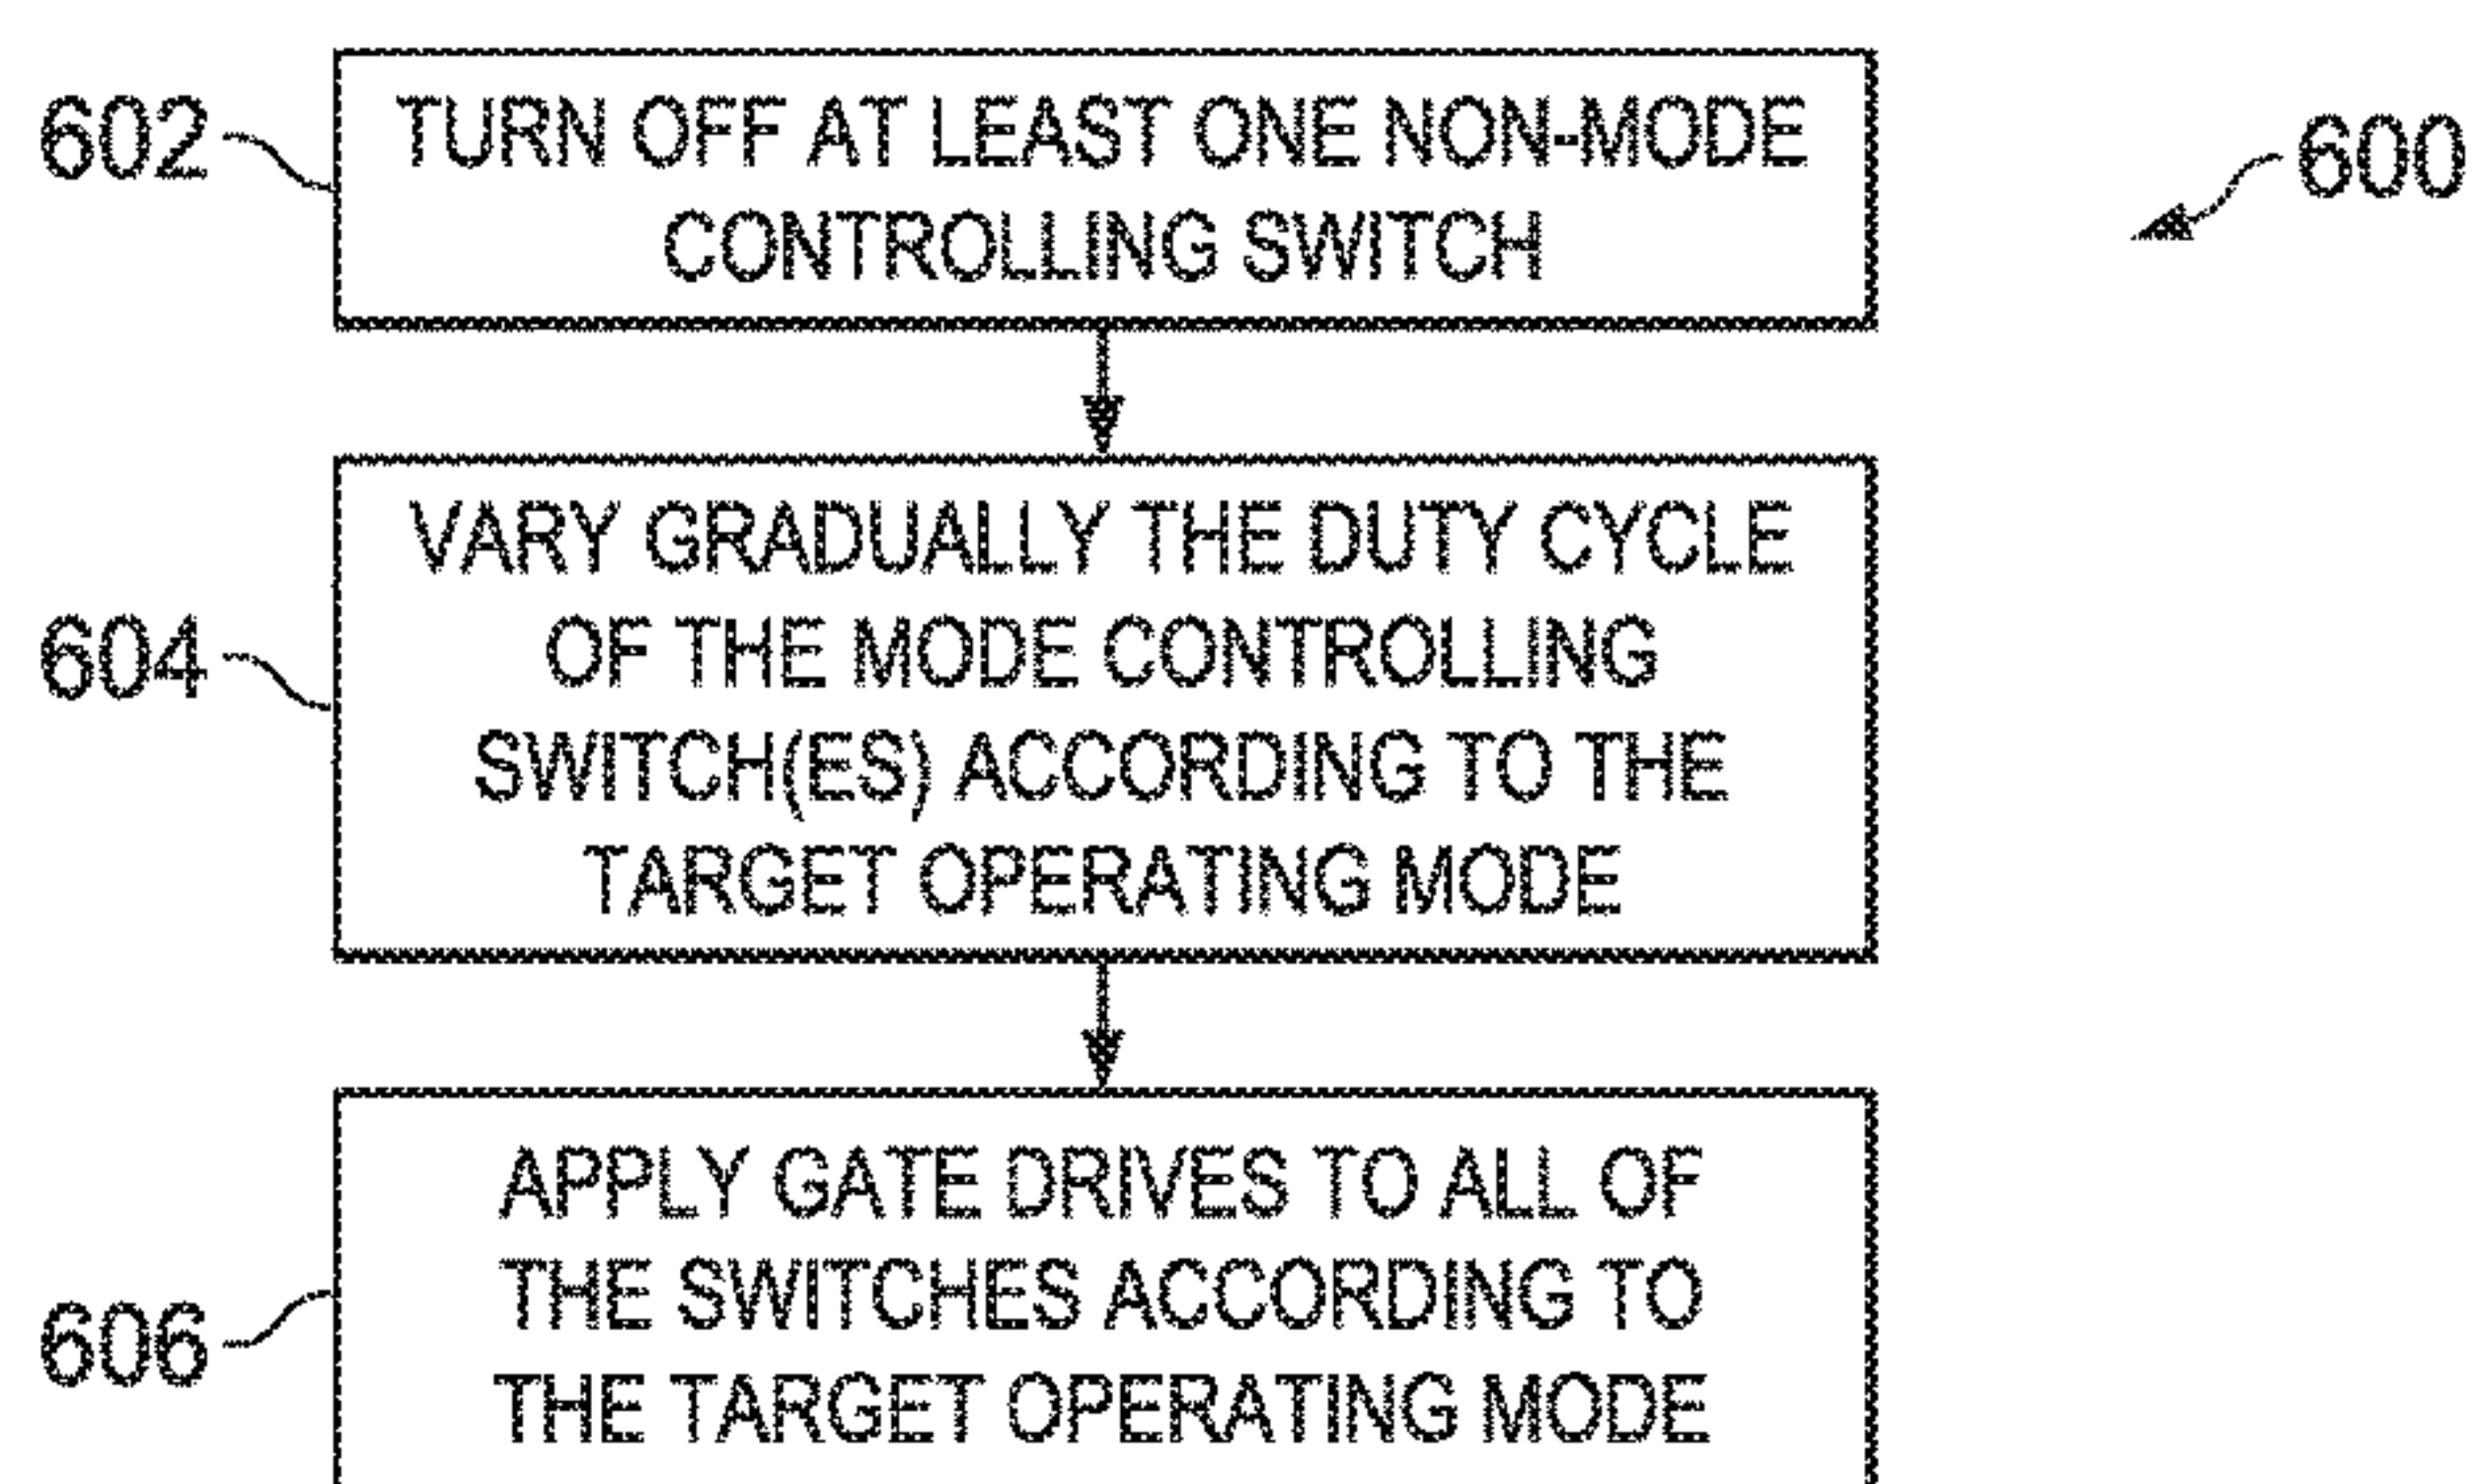 602
TURN OFF AT LEAST ONE NON-MODE
CONTROLLING SWITCH
600
604
VARY GRADUALLY THE DUTY CYCLE
OF THE MODE CONTROLLING
SWITCH(ES) ACCORDING TO THE
TARGET OPERATING MODE
606
APPLY GATE DRIVES TO ALL OF
THE SWITCHES ACCORDING TO
THE TARGET OPERATING MODE